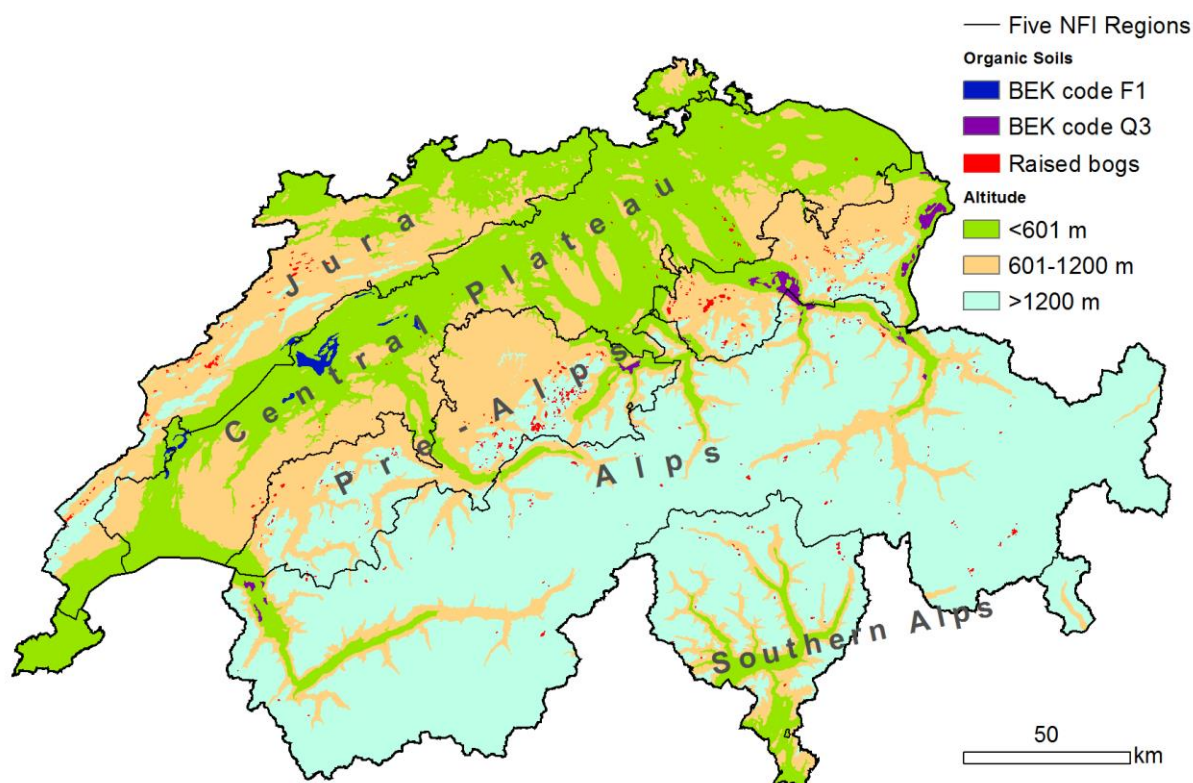 Five NFI Regions
Organic Soils
BEK code F1
BEK code Q3
Raised bogs
Altitude
<601 m
601-1200 m
>1200 m
Jura
Central Plateau
Pre-Alps
Alps
Southern Alps
50
km